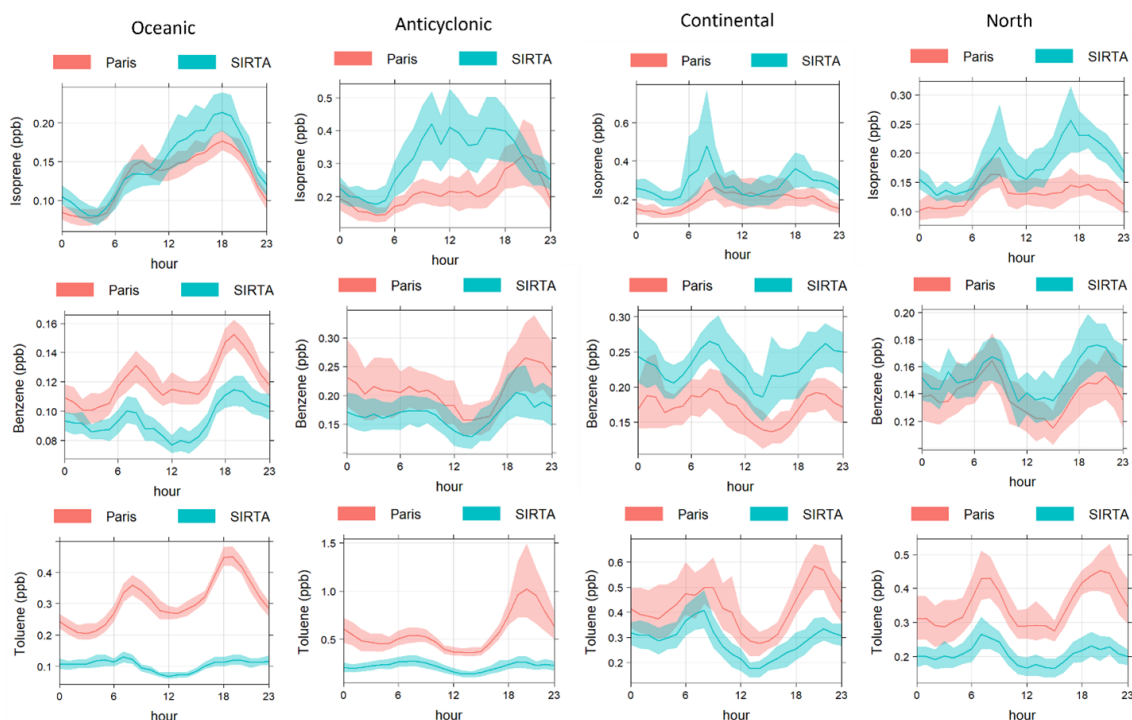 Oceanic
Anticyclonic
Continental
North
Paris SIRTA
Isoprene (ppb)
0.20
0.15
0.10
0 6 12 18 23
hour
Paris SIRTA
Isoprene (ppb)
0.5
0.4
0.3
0.2
0 6 12 18 23
hour
Paris SIRTA
Isoprene (ppb)
0.6
0.4
0.2
0 6 12 18 23
hour
Paris SIRTA
Isoprene (ppb)
0.30
0.25
0.20
0.15
0.10
0 6 12 18 23
hour
Paris SIRTA
Benzene (ppb)
0.16
0.14
0.12
0.10
0.08
0 6 12 18 23
hour
Paris SIRTA
Benzene (ppb)
0.30
0.25
0.20
0.15
0 6 12 18 23
hour
Paris SIRTA
Benzene (ppb)
0.30
0.25
0.20
0.15
0 6 12 18 23
hour
Paris SIRTA
Benzene (ppb)
0.20
0.18
0.16
0.14
0.12
0 6 12 18 23
hour
Paris SIRTA
Toluene (ppb)
0.4
0.3
0.2
0.1
0 6 12 18 23
hour
Paris SIRTA
Toluene (ppb)
1.5
1.0
0.5
0 6 12 18 23
hour
Paris SIRTA
Toluene (ppb)
0.6
0.5
0.4
0.3
0.2
0 6 12 18 23
hour
Paris SIRTA
Toluene (ppb)
0.5
0.4
0.3
0.2
0 6 12 18 23
hour